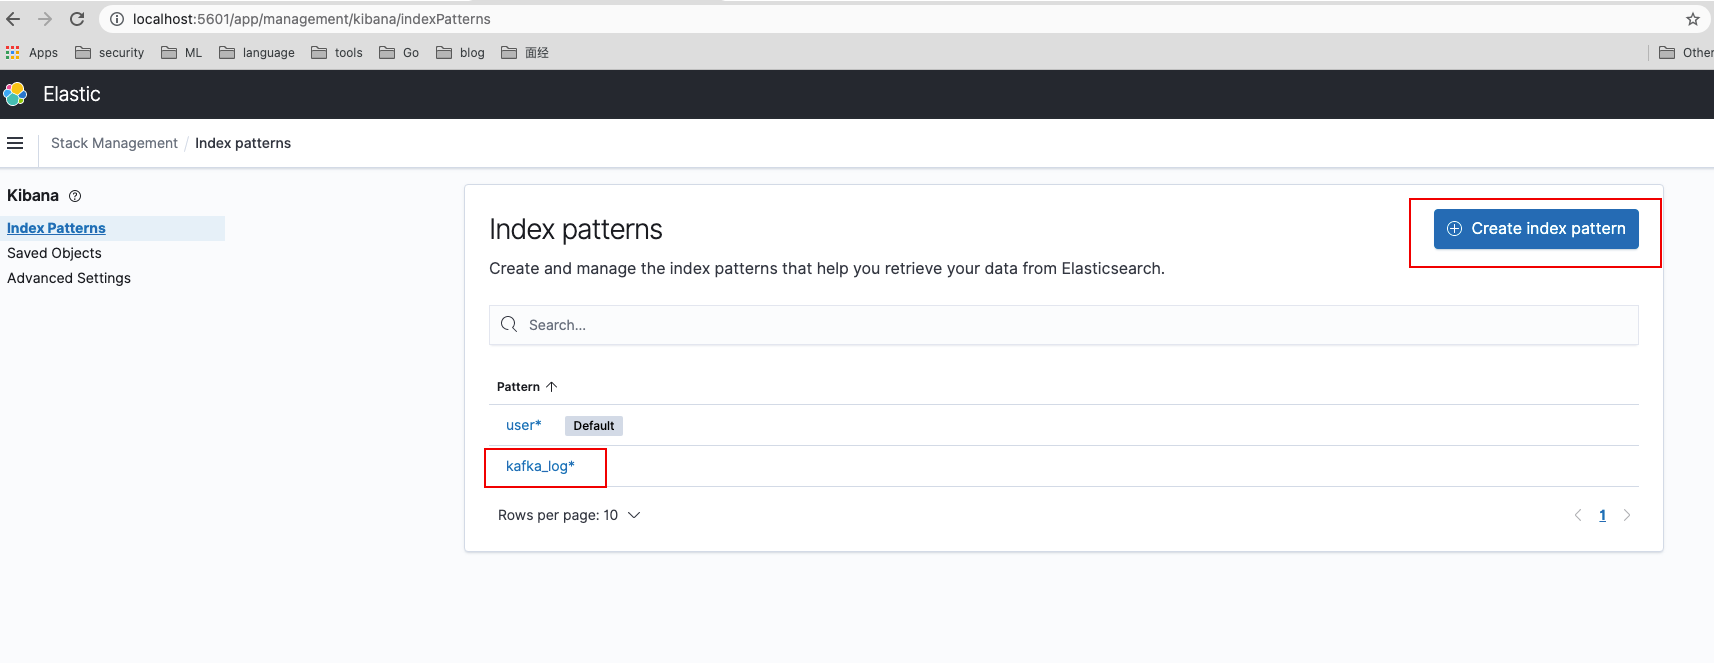 localhost:5601/app/management/kibana/indexPatterns
Apps security ML language tools Go blog 面经 Other
Elastic
Stack Management / Index patterns
Kibana
Index Patterns
Saved Objects
Advanced Settings
Index patterns
Create index pattern
Create and manage the index patterns that help you retrieve your data from Elasticsearch.
Search...
Pattern
user* Default
kafka_log*
Rows per page: 10
1